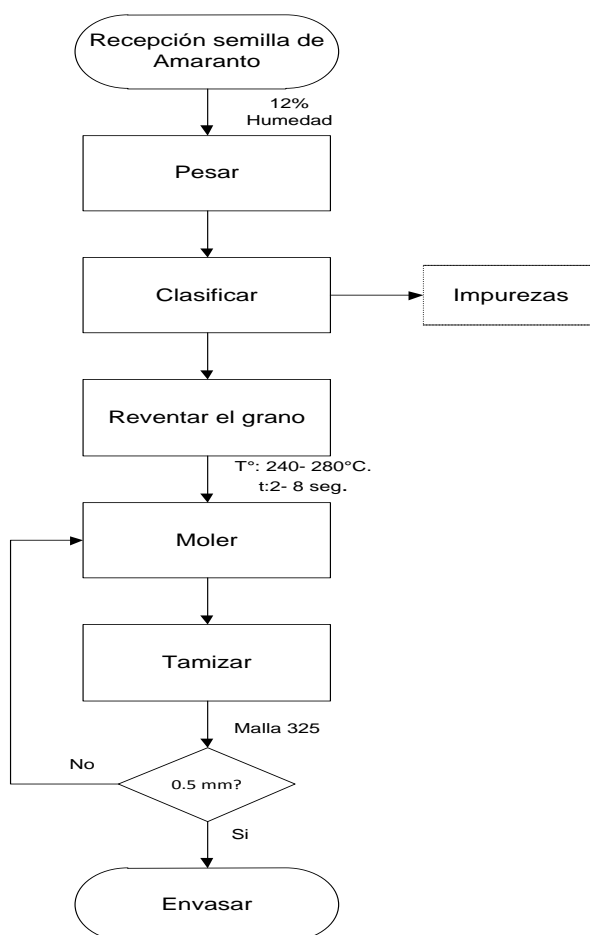 Recepción semilla de
Amaranto
12%
Humedad
Pesar
Clasificar
Impurezas
Reventar el grano
T°: 240- 280°C.
t:2- 8 seg.
Moler
Tamizar
Malla 325
No
0.5 mm?
Si
Envasar